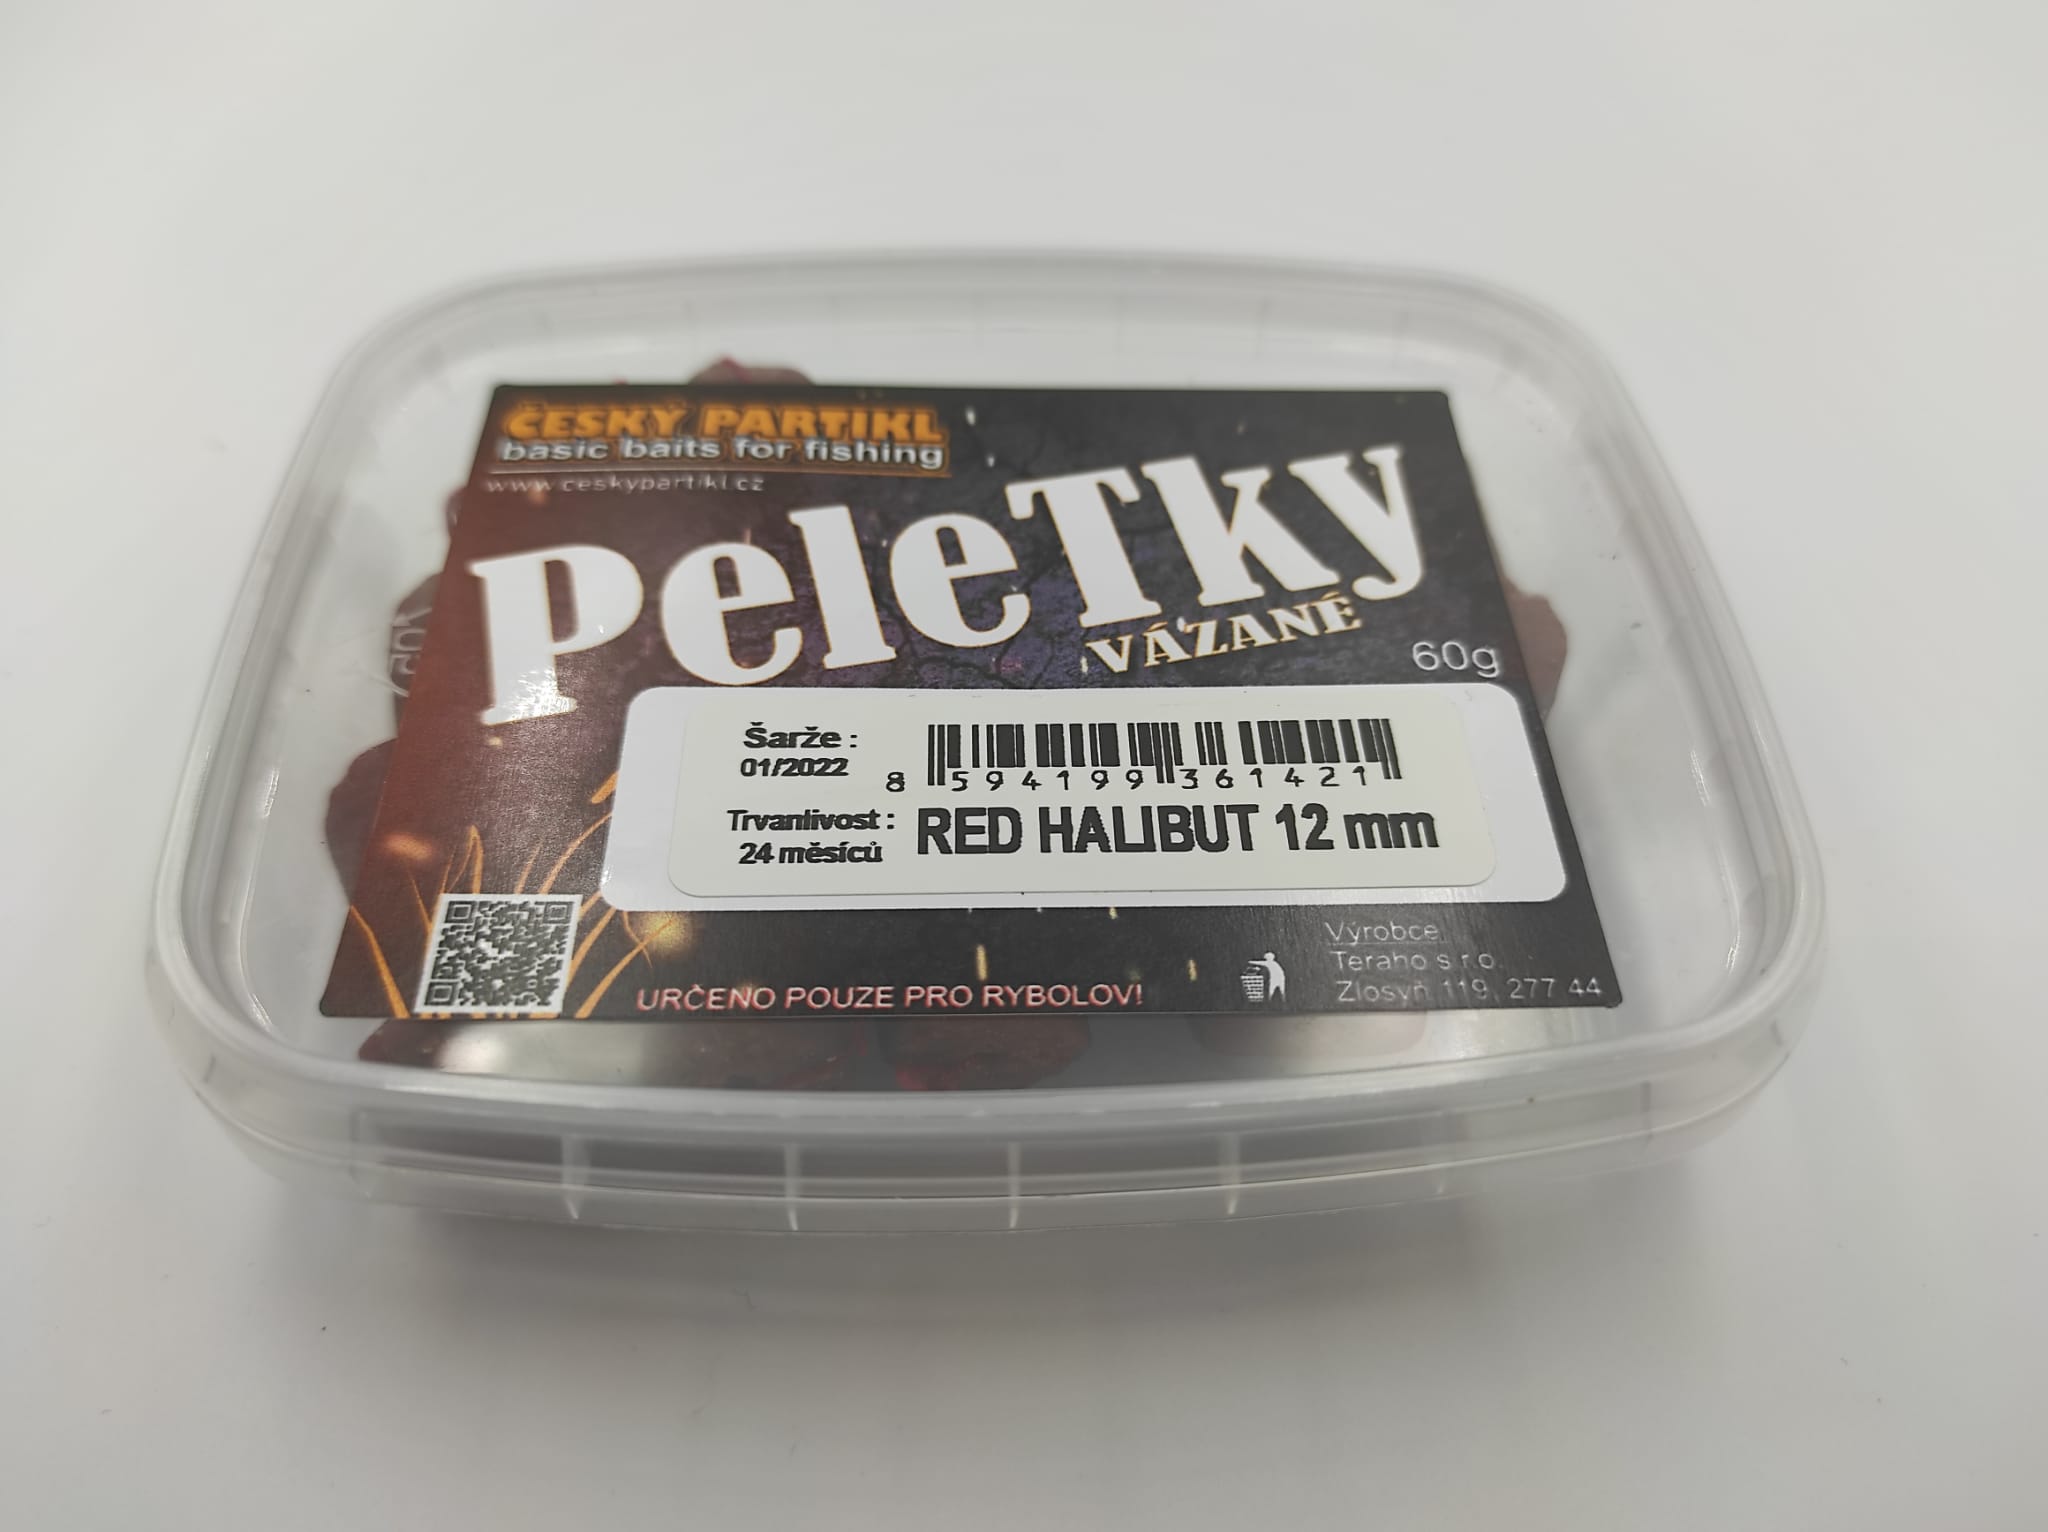 ČESKÝ PARTIKL
basic baits for fishing
www.ceskypartikl.cz
PeleTky
VÁZANÉ
60g
Šarže :
01/2022
8 594199 361421
Trvanlivost :
24 měsíců
RED HALIBUT 12 mm
URČENO POUZE PRO RYBOLOV!
Výrobce
Teraho s.r.o.
Zlosyň 119, 277 44